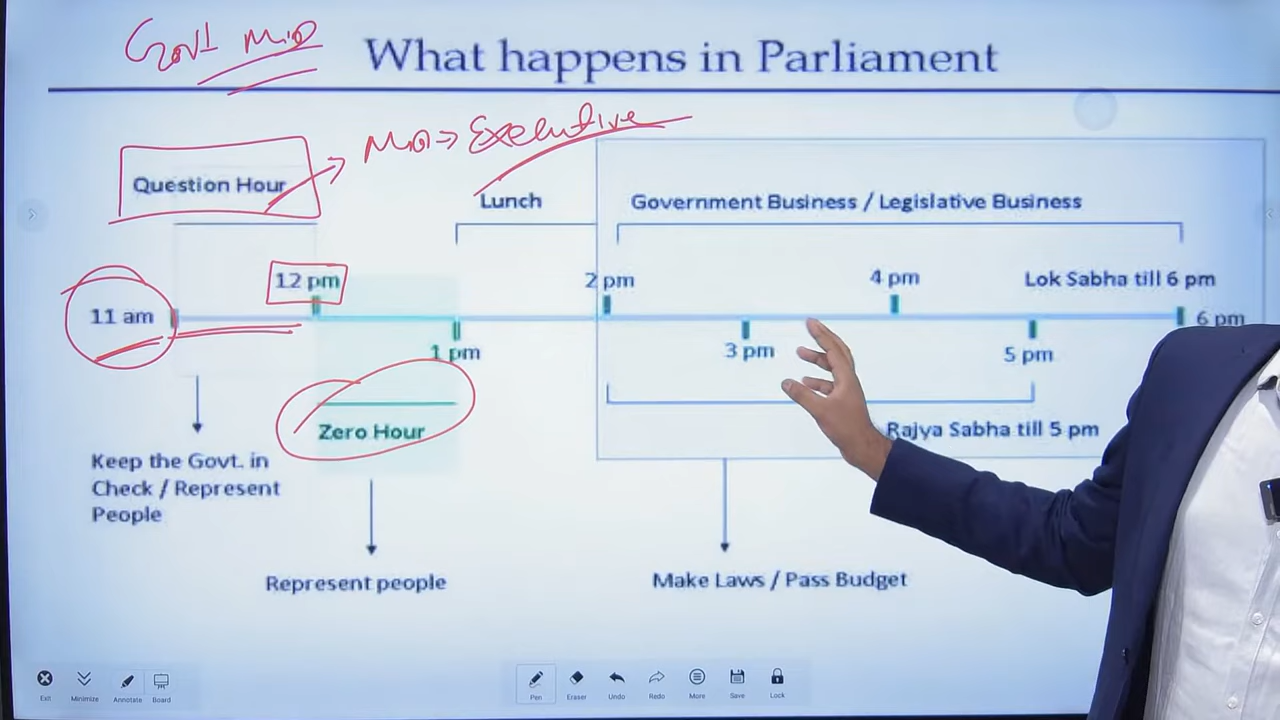 Govt Min
What happens in Parliament
Min → Executive
Question Hour
Lunch
Government Business / Legislative Business
12 pm
2 pm
4 pm
Lok Sabha till 6 pm
11 am
6 pm
1 pm
3 pm
5 pm
Zero Hour
Rajya Sabha till 5 pm
Keep the Govt. in
Check / Represent
People
Represent people
Make Laws / Pass Budget
Exit
Minimize
Annotate
Board
Pen
Eraser
Undo
Redo
More
Save
Lock